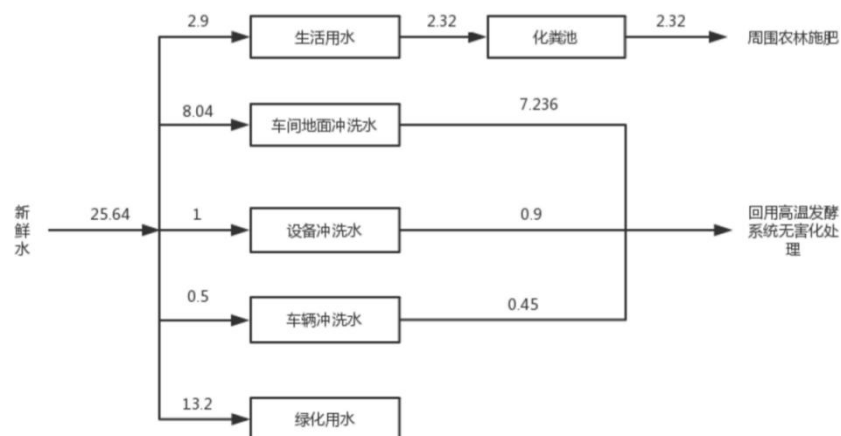 2.9
生活用水
2.32
化粪池
2.32
周围农林施肥
8.04
车间地面冲洗水
7.236
新
鲜
水
25.64
1
设备冲洗水
0.9
回用高温发酵
系统无害化处
理
0.5
车辆冲洗水
0.45
13.2
绿化用水